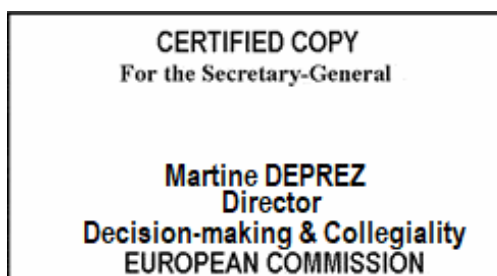 CERTIFIED COPY
For the Secretary-General
Martine DEPREZ
Director
Decision-making & Collegiality
EUROPEAN COMMISSION